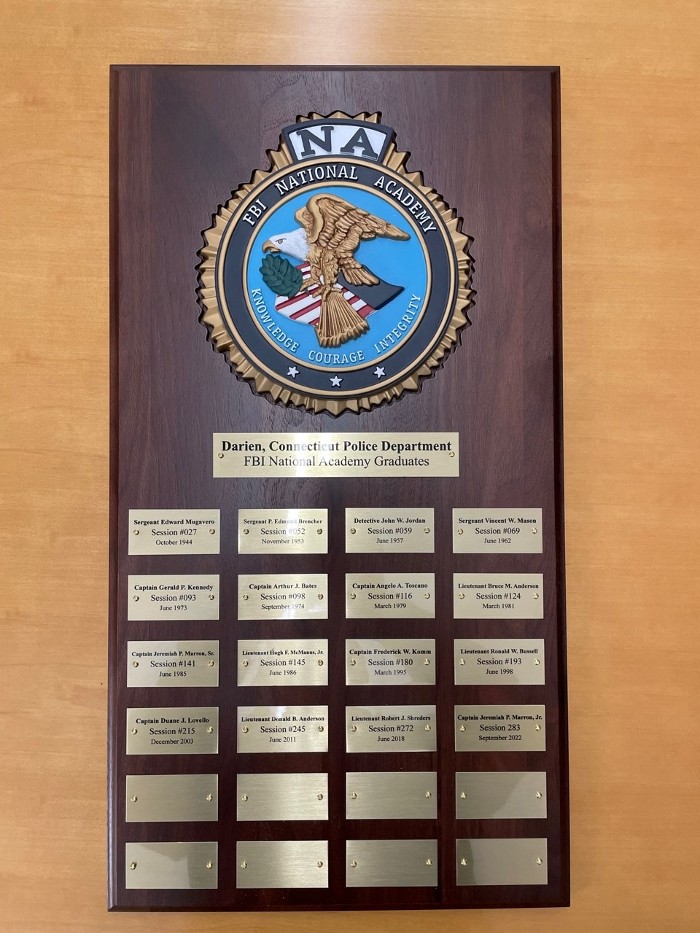 NA
FBI NATIONAL ACADEMY
KNOWLEDGE COURAGE INTEGRITY
Darien, Connecticut Police Department
FBI National Academy Graduates
Sergeant Edward Mugavero
Session #027
October 1944
Sergeant P. Edmund Brencher
Session #052
November 1953
Detective John W. Jordan
Session #059
June 1957
Sergeant Vincent W. Mason
Session #069
June 1962
Captain Gerald P. Kennedy
Session #093
June 1973
Captain Arthur J. Bates
Session #098
September 1974
Captain Angelo A. Toscano
Session #116
March 1979
Lieutenant Bruce M. Anderson
Session #124
March 1981
Captain Jeremiah P. Marron, Sr.
Session #141
June 1985
Lieutenant Hugh F. McManus, Jr.
Session #145
June 1986
Captain Frederick W. Komm
Session #180
March 1995
Lieutenant Ronald W. Bussell
Session #193
June 1998
Captain Duane J. Lovello
Session #215
December 2003
Lieutenant Donald B. Anderson
Session #245
June 2011
Lieutenant Robert J. Shreders
Session #272
June 2018
Captain Jeremiah P. Marron, Jr.
Session 283
September 2022